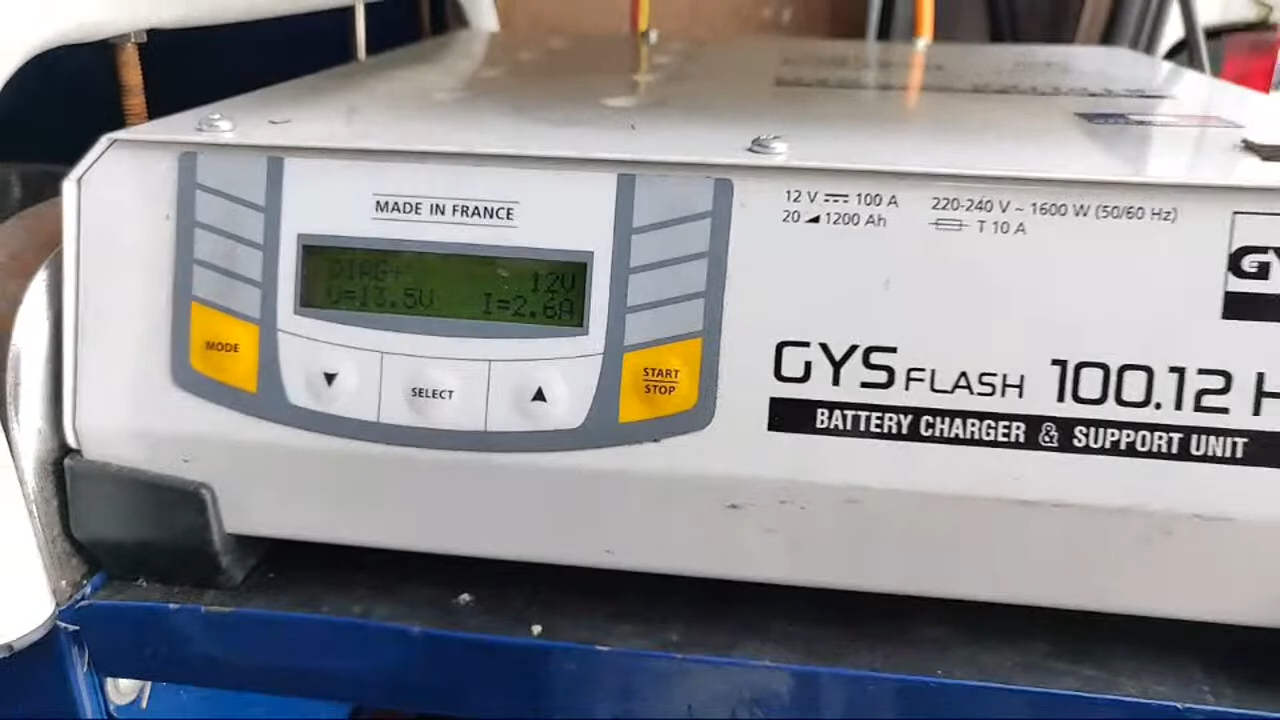 MADE IN FRANCE
DIAG+ 12V
U=13.5V I=2.6A
MODE
▼
SELECT
▲
START
STOP
12 V ⎓ 100 A
20 ◢ 1200 Ah
220-240 V ~ 1600 W (50/60 Hz)
T 10 A
GY
GYS FLASH 100.12 H
BATTERY CHARGER & SUPPORT UNIT